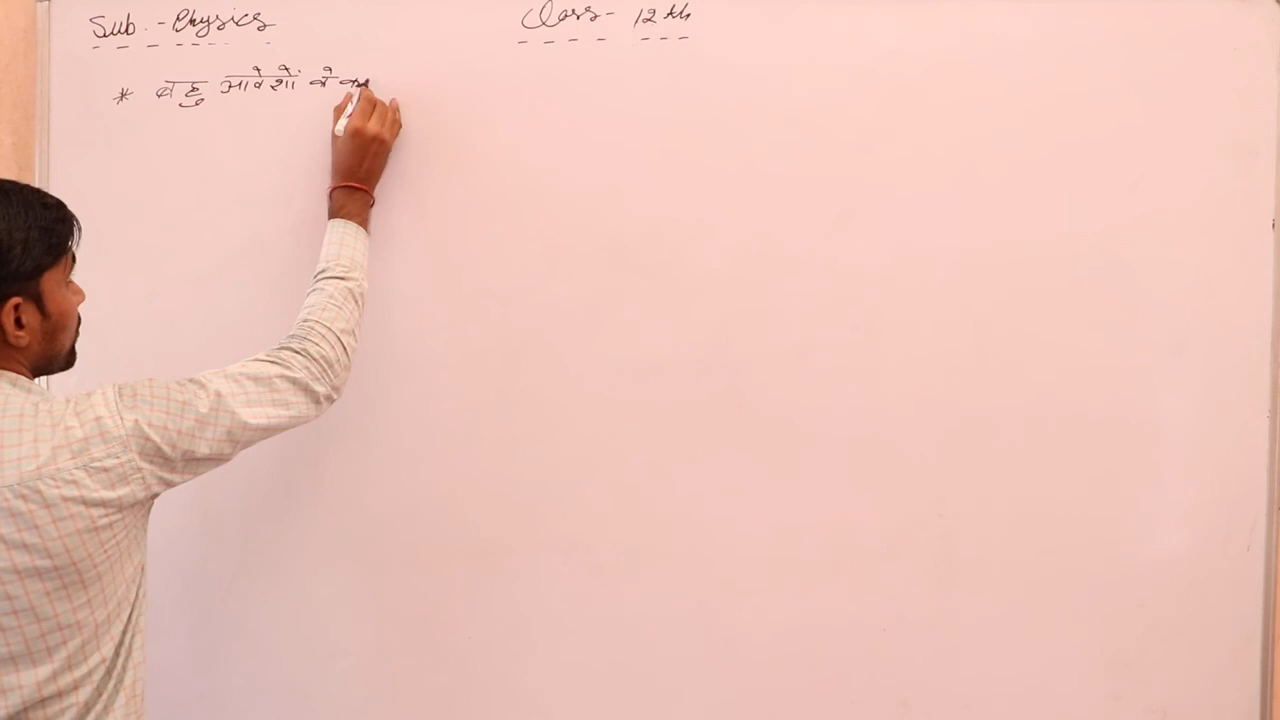 Sub. - Physics
Class - 12th
* बहु आवेशों के